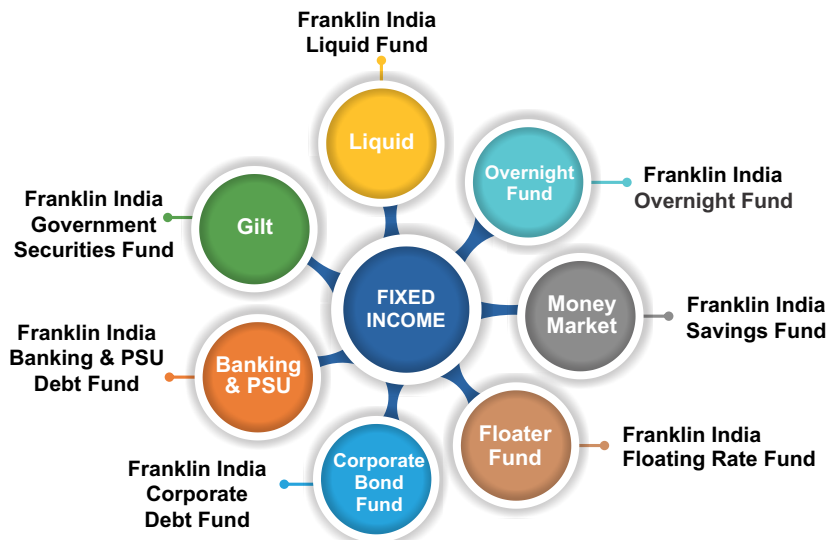 Franklin India
Liquid Fund
Liquid
Overnight
Fund
Franklin India
Overnight Fund
Franklin India
Government
Securities Fund
Gilt
FIXED
INCOME
Money
Market
Franklin India
Savings Fund
Franklin India
Banking & PSU
Debt Fund
Banking
& PSU
Floater
Fund
Franklin India
Floating Rate Fund
Franklin India
Corporate
Debt Fund
Corporate
Bond
Fund